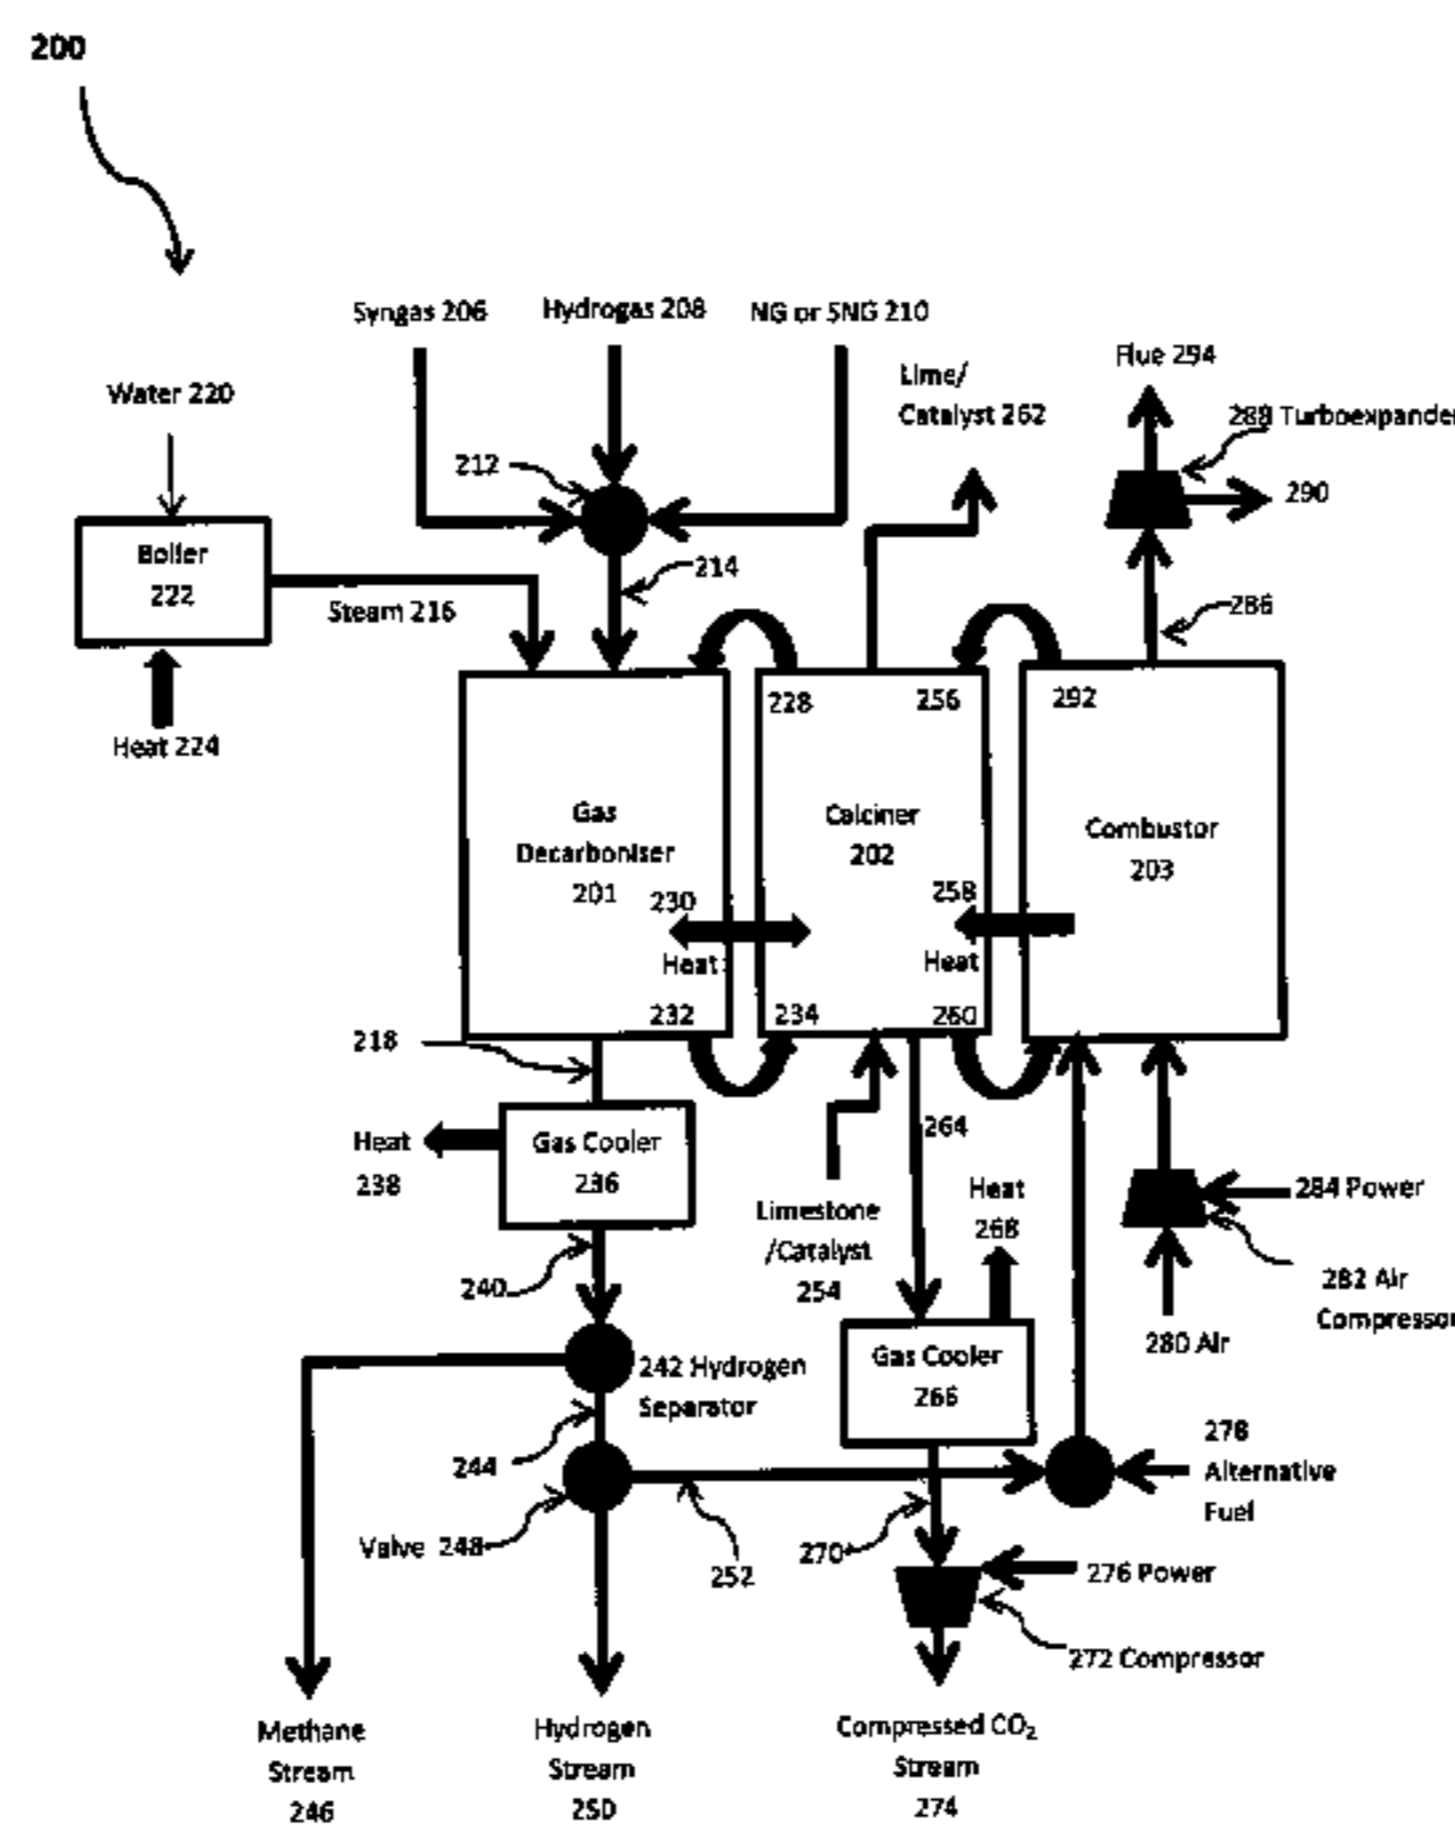 200
Syngas 206
Hydrogas 208
NG or SNG 210
Flue 294
Lime/
Catalyst 262
Water 220
288 Turboexpander
212
290
Boiler
222
214
Steam 216
286
228
256
292
Heat 224
Gas
Decarboniser
201
Calciner
202
Combustor
203
230
258
Heat
Heat
232
234
260
218
264
Heat
238
Gas Cooler
236
Heat
268
284 Power
Limestone
/Catalyst
254
240
282 Air
Compressor
280 Air
242 Hydrogen
Separator
Gas Cooler
266
244
278
Alternative
Fuel
Valve 248
252
270
276 Power
272 Compressor
Methane
Stream
246
Hydrogen
Stream
250
Compressed CO₂
Stream
274